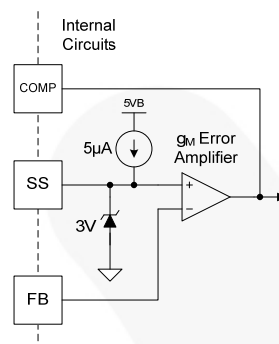 Internal
Circuits
COMP
5VB
5µA
gM Error
Amplifier
SS
+
3V
−
FB